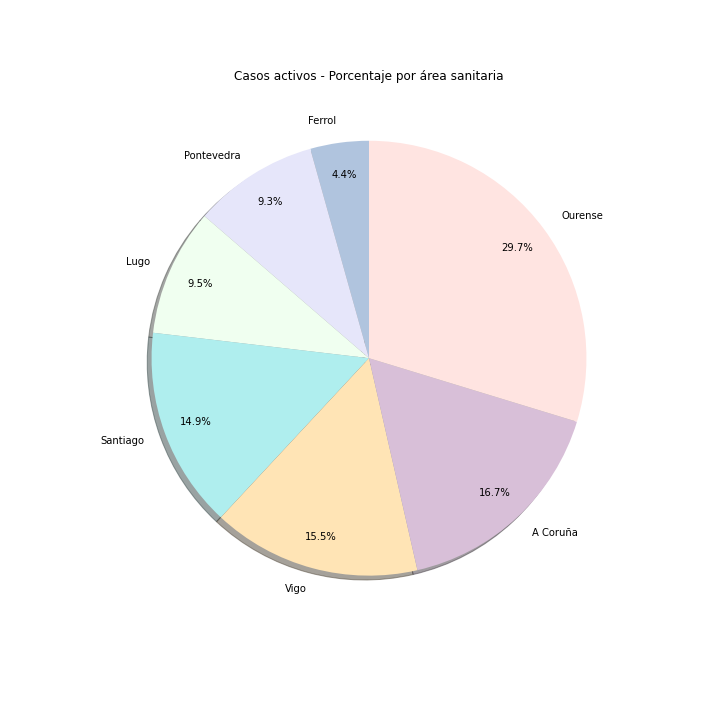 Casos activos - Porcentaje por área sanitaria
Ferrol
4.4%
Pontevedra
9.3%
Ourense
29.7%
Lugo
9.5%
Santiago
14.9%
A Coruña
16.7%
Vigo
15.5%